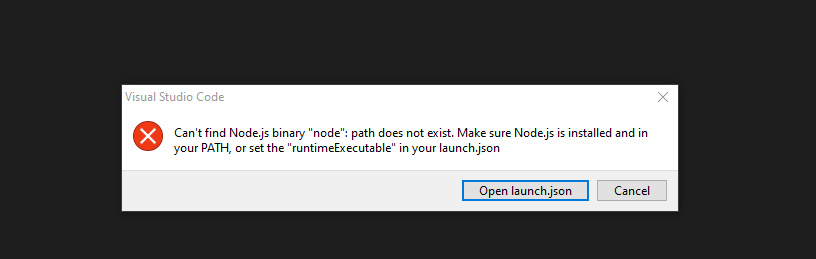 Visual Studio Code
Can't find Node.js binary "node": path does not exist. Make sure Node.js is installed and in
your PATH, or set the "runtimeExecutable" in your launch.json
Open launch.json
Cancel